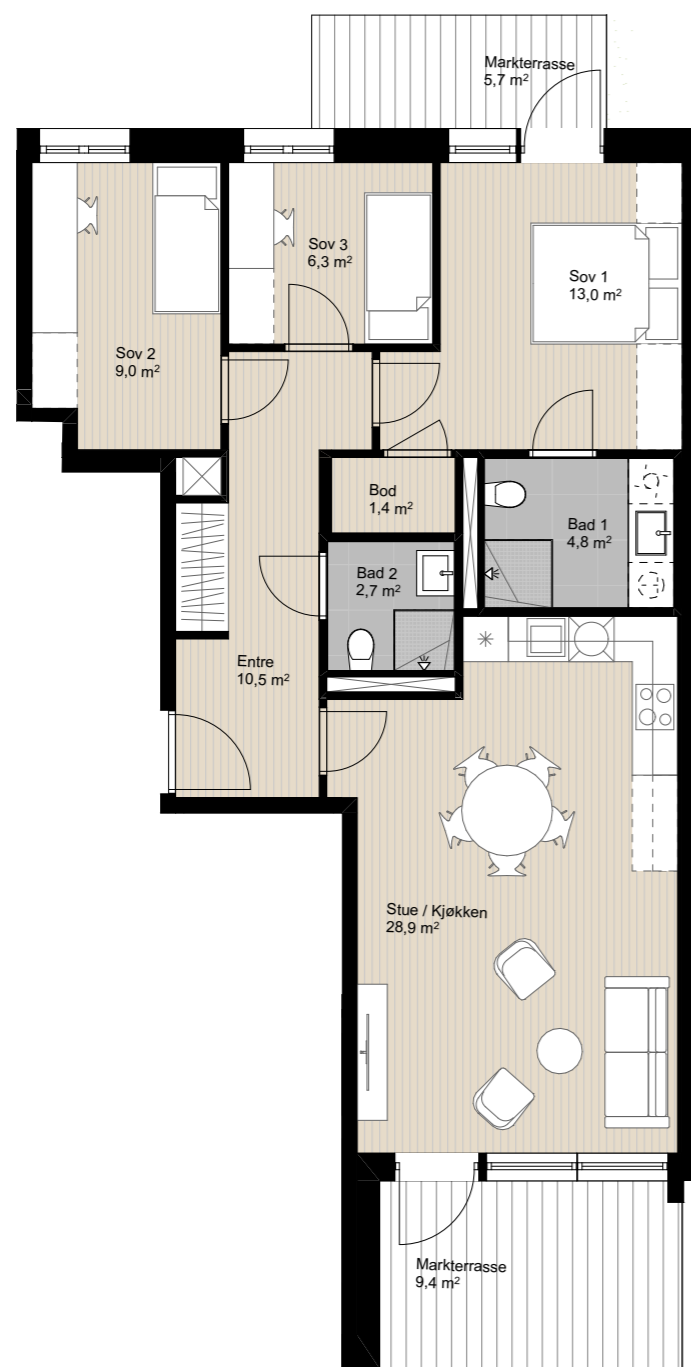 Markterrasse
5,7 m²
Sov 3
6,3 m²
Sov 1
13,0 m²
Sov 2
9,0 m²
Bod
1,4 m²
Bad 1
4,8 m²
Bad 2
2,7 m²
Entre
10,5 m²
Stue / Kjøkken
28,9 m²
Markterrasse
9,4 m²